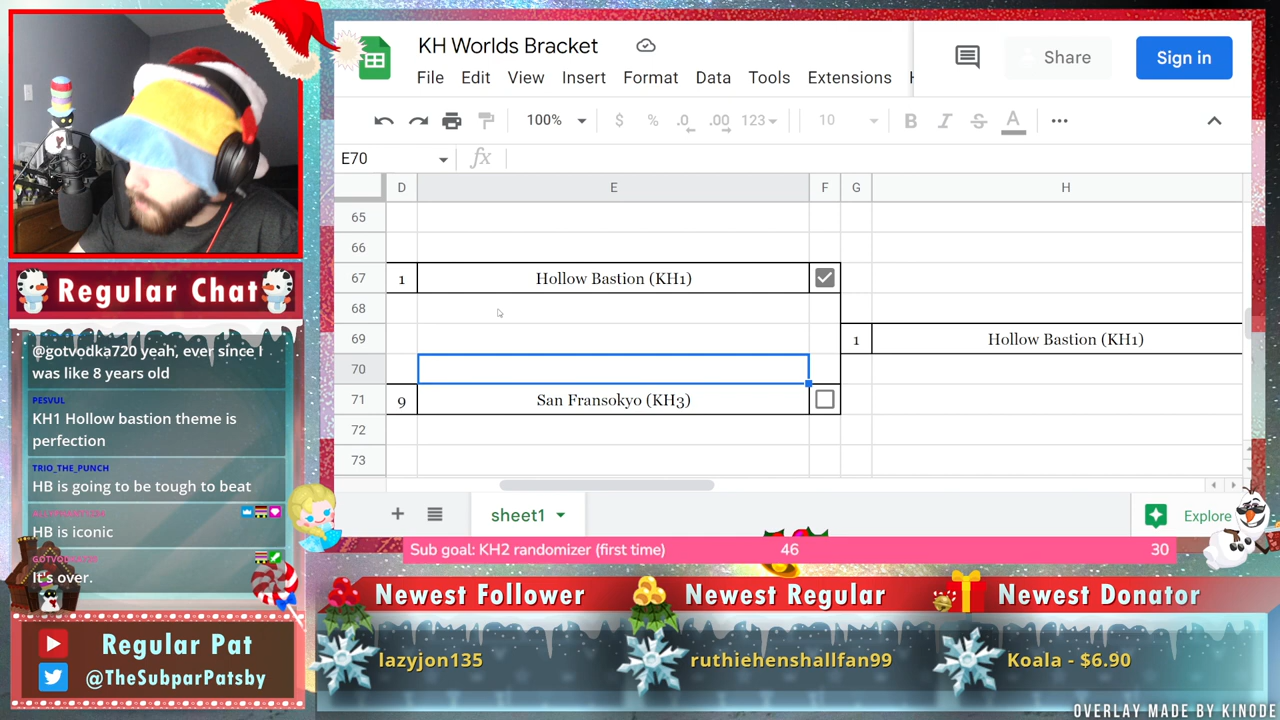 KH Worlds Bracket
Share
Sign in
File Edit View Insert Format Data Tools Extensions
100% $ % .0 .00 123 10 B I S A
E70 fx
D E F G H
65
66
67 1 Hollow Bastion (KH1)
68
69 1 Hollow Bastion (KH1)
70
71 9 San Fransokyo (KH3)
72
73
sheet1
Explore
Regular Chat
@gotvodka720 yeah, ever since I
was like 8 years old
PESVUL
KH1 Hollow bastion theme is
perfection
TRIO_THE_PUNCH
HB is going to be tough to beat
HB is iconic
It's over.
Regular Pat
@TheSubparPatsby
Sub goal: KH2 randomizer (first time) 46 30
Newest Follower Newest Regular Newest Donator
lazyjon135 ruthiehenshallfan99 Koala - $6.90
OVERLAY MADE BY KINODE